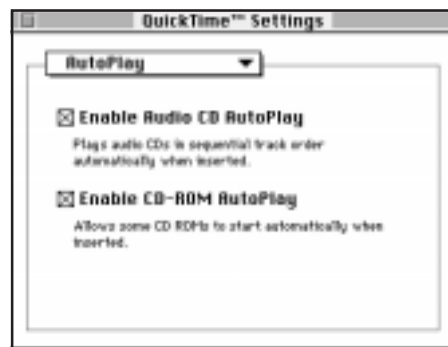 QuickTime™ Settings
AutoPlay
Enable Audio CD AutoPlay
Plays audio CDs in sequential track order
automatically when inserted.
Enable CD-ROM AutoPlay
Allows some CD ROMs to start automatically when
inserted.